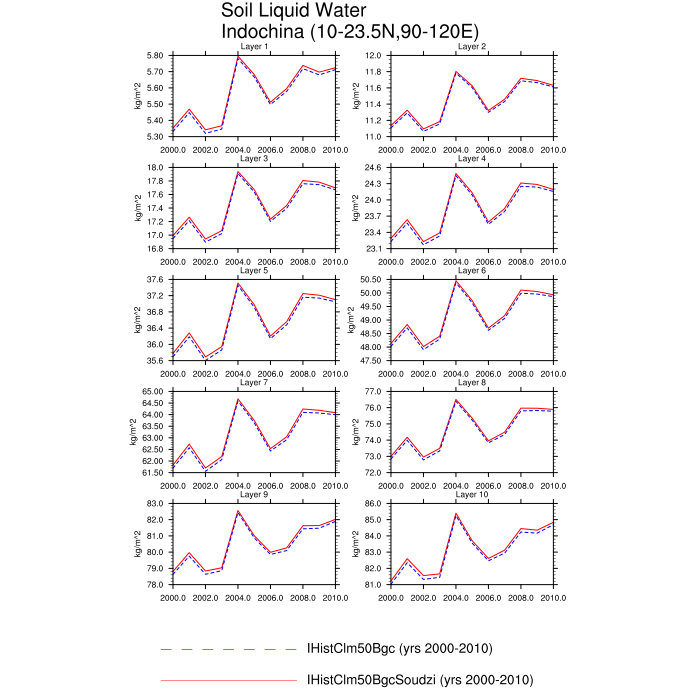 Soil Liquid Water
Indochina (10-23.5N,90-120E)
Layer 1
kg/m^2
5.80
5.70
5.60
5.50
5.40
5.30
2000.0 2002.0 2004.0 2006.0 2008.0 2010.0
Layer 2
kg/m^2
12.0
11.8
11.6
11.4
11.2
11.0
2000.0 2002.0 2004.0 2006.0 2008.0 2010.0
Layer 3
kg/m^2
18.0
17.8
17.6
17.4
17.2
17.0
16.8
2000.0 2002.0 2004.0 2006.0 2008.0 2010.0
Layer 4
kg/m^2
24.6
24.3
24.0
23.7
23.4
23.1
2000.0 2002.0 2004.0 2006.0 2008.0 2010.0
Layer 5
kg/m^2
37.6
37.2
36.8
36.4
36.0
35.6
2000.0 2002.0 2004.0 2006.0 2008.0 2010.0
Layer 6
kg/m^2
50.50
50.00
49.50
49.00
48.50
48.00
47.50
2000.0 2002.0 2004.0 2006.0 2008.0 2010.0
Layer 7
kg/m^2
65.00
64.50
64.00
63.50
63.00
62.50
62.00
61.50
2000.0 2002.0 2004.0 2006.0 2008.0 2010.0
Layer 8
kg/m^2
77.0
76.0
75.0
74.0
73.0
72.0
2000.0 2002.0 2004.0 2006.0 2008.0 2010.0
Layer 9
kg/m^2
83.0
82.0
81.0
80.0
79.0
78.0
2000.0 2002.0 2004.0 2006.0 2008.0 2010.0
Layer 10
kg/m^2
86.0
85.0
84.0
83.0
82.0
81.0
2000.0 2002.0 2004.0 2006.0 2008.0 2010.0
IHistClm50Bgc (yrs 2000-2010)
IHistClm50BgcSoudzi (yrs 2000-2010)